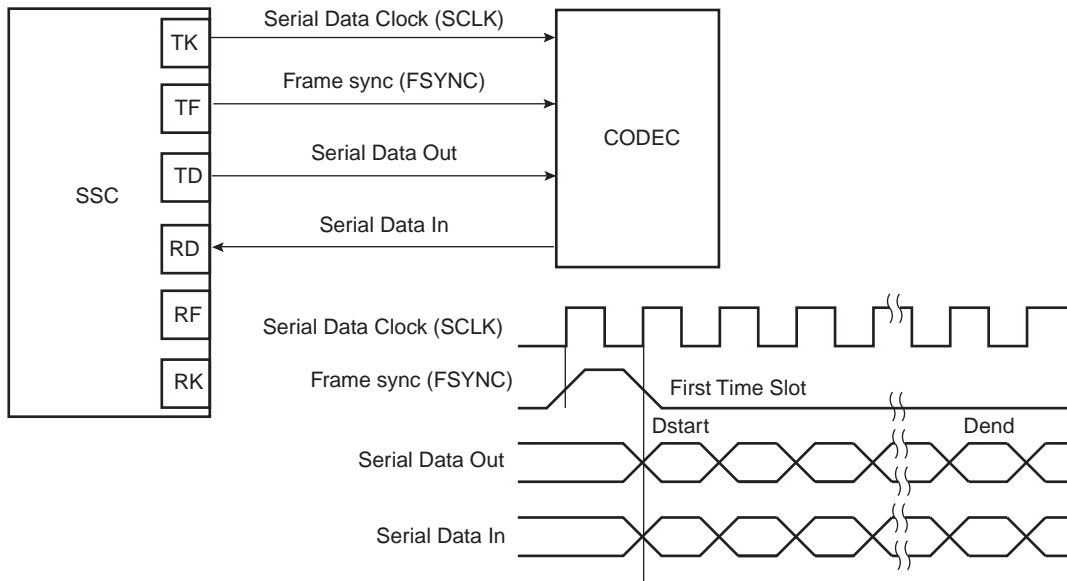 Serial Data Clock (SCLK)
TK
Frame sync (FSYNC)
TF
CODEC
Serial Data Out
TD
SSC
Serial Data In
RD
RF
Serial Data Clock (SCLK)
RK
Frame sync (FSYNC)
First Time Slot
Dstart
Dend
Serial Data Out
Serial Data In